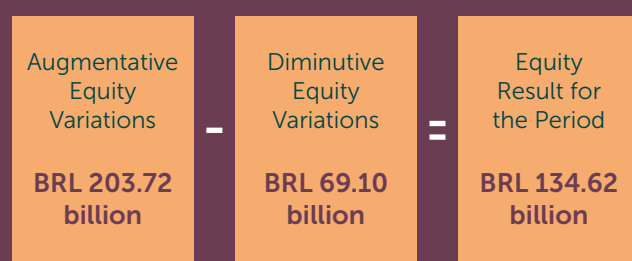 Augmentative
Equity
Variations
BRL 203.72
billion
-
Diminutive
Equity
Variations
BRL 69.10
billion
=
Equity
Result for
the Period
BRL 134.62
billion